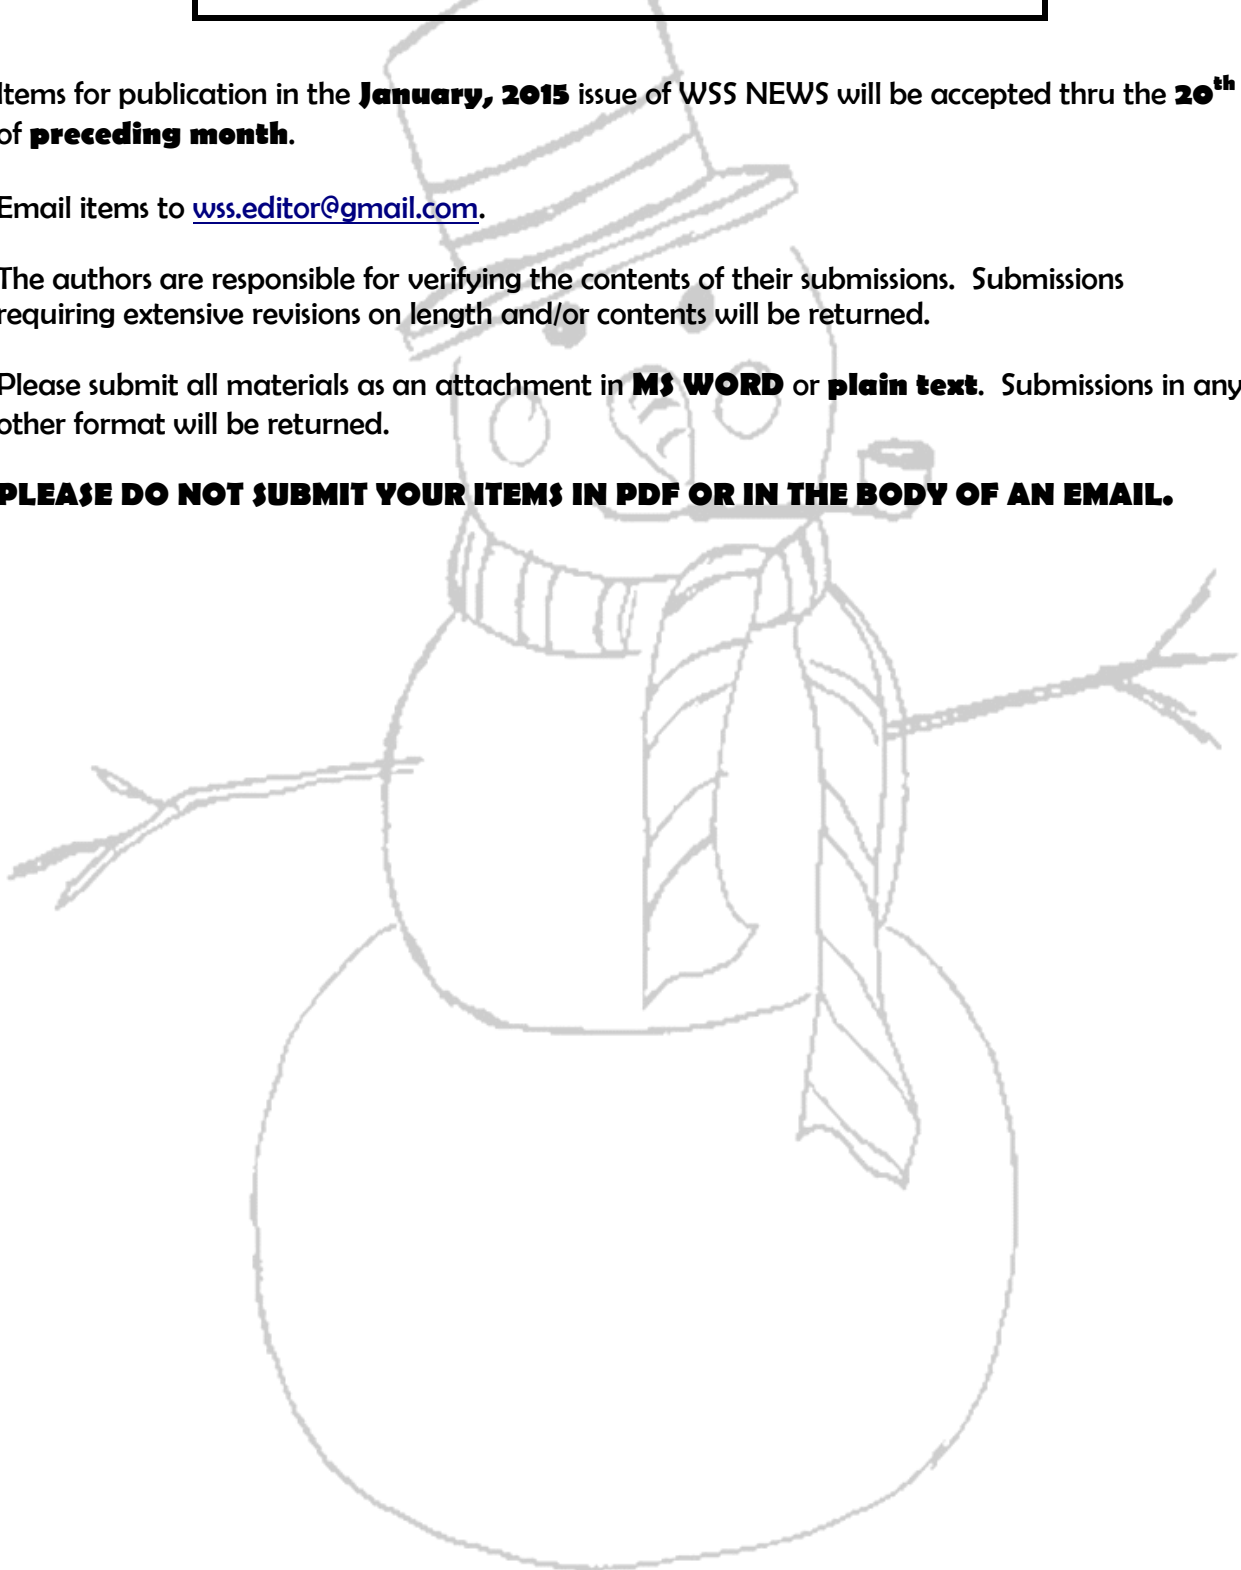 Items for publication in the January, 2015 issue of WSS NEWS will be accepted thru the 20th
of preceding month.
Email items to wss.editor@gmail.com.
The authors are responsible for verifying the contents of their submissions.  Submissions
requiring extensive revisions on length and/or contents will be returned.
Please submit all materials as an attachment in MS WORD or plain text.  Submissions in any
other format will be returned.
PLEASE DO NOT SUBMIT YOUR ITEMS IN PDF OR IN THE BODY OF AN EMAIL.